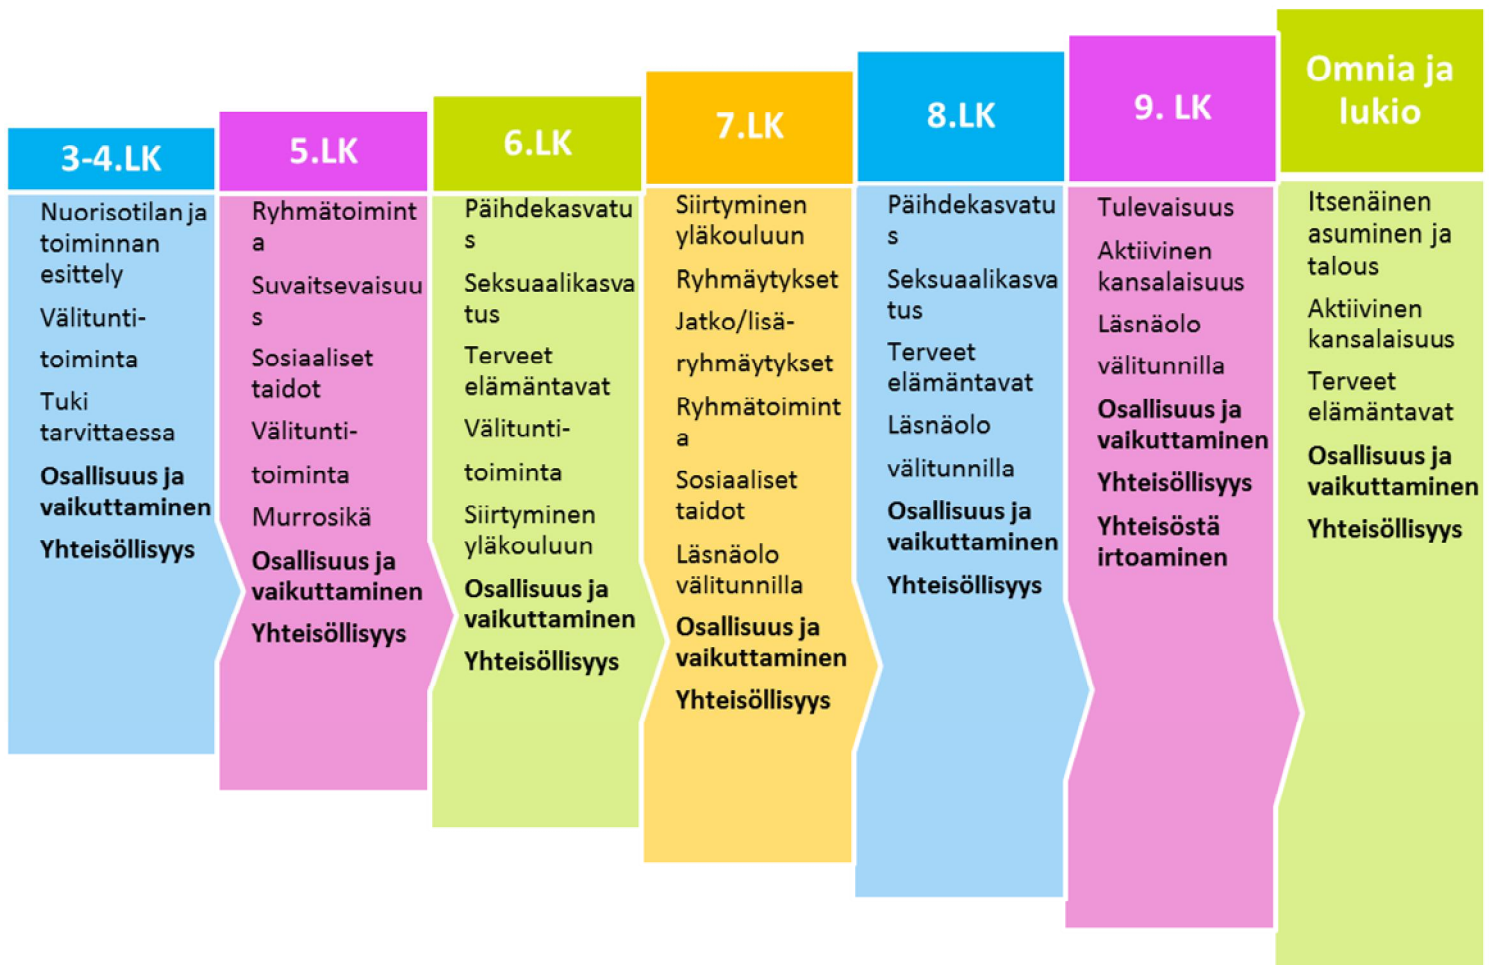 3-4.LK
Nuorisotilan ja
toiminnan
esittely
Välitunti-
toiminta
Tuki
tarvittaessa
Osallisuus ja
vaikuttaminen
Yhteisöllisyys
5.LK
Ryhmätoimint
a
Suvaitsevaisuu
s
Sosiaaliset
taidot
Välitunti-
toiminta
Murrosikä
Osallisuus ja
vaikuttaminen
Yhteisöllisyys
6.LK
Päihdekasvatu
s
Seksuaalikasva
tus
Terveet
elämäntavat
Välitunti-
toiminta
Siirtyminen
yläkouluun
Osallisuus ja
vaikuttaminen
Yhteisöllisyys
7.LK
Siirtyminen
yläkouluun
Ryhmäytykset
Jatko/lisä-
ryhmäytykset
Ryhmätoimint
a
Sosiaaliset
taidot
Läsnäolo
välitunnilla
Osallisuus ja
vaikuttaminen
Yhteisöllisyys
8.LK
Päihdekasvatu
s
Seksuaalikasva
tus
Terveet
elämäntavat
Läsnäolo
välitunnilla
Osallisuus ja
vaikuttaminen
Yhteisöllisyys
9. LK
Tulevaisuus
Aktiivinen
kansalaisuus
Läsnäolo
välitunnilla
Osallisuus ja
vaikuttaminen
Yhteisöllisyys
Yhteisöstä
irtoaminen
Omnia ja
lukio
Itsenäinen
asuminen ja
talous
Aktiivinen
kansalaisuus
Terveet
elämäntavat
Osallisuus ja
vaikuttaminen
Yhteisöllisyys